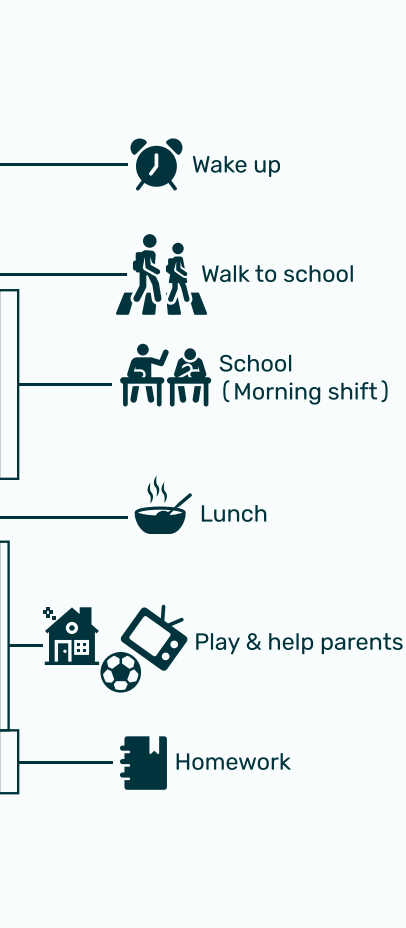 Wake up
Walk to school
School
(Morning shift)
Lunch
Play & help parents
Homework